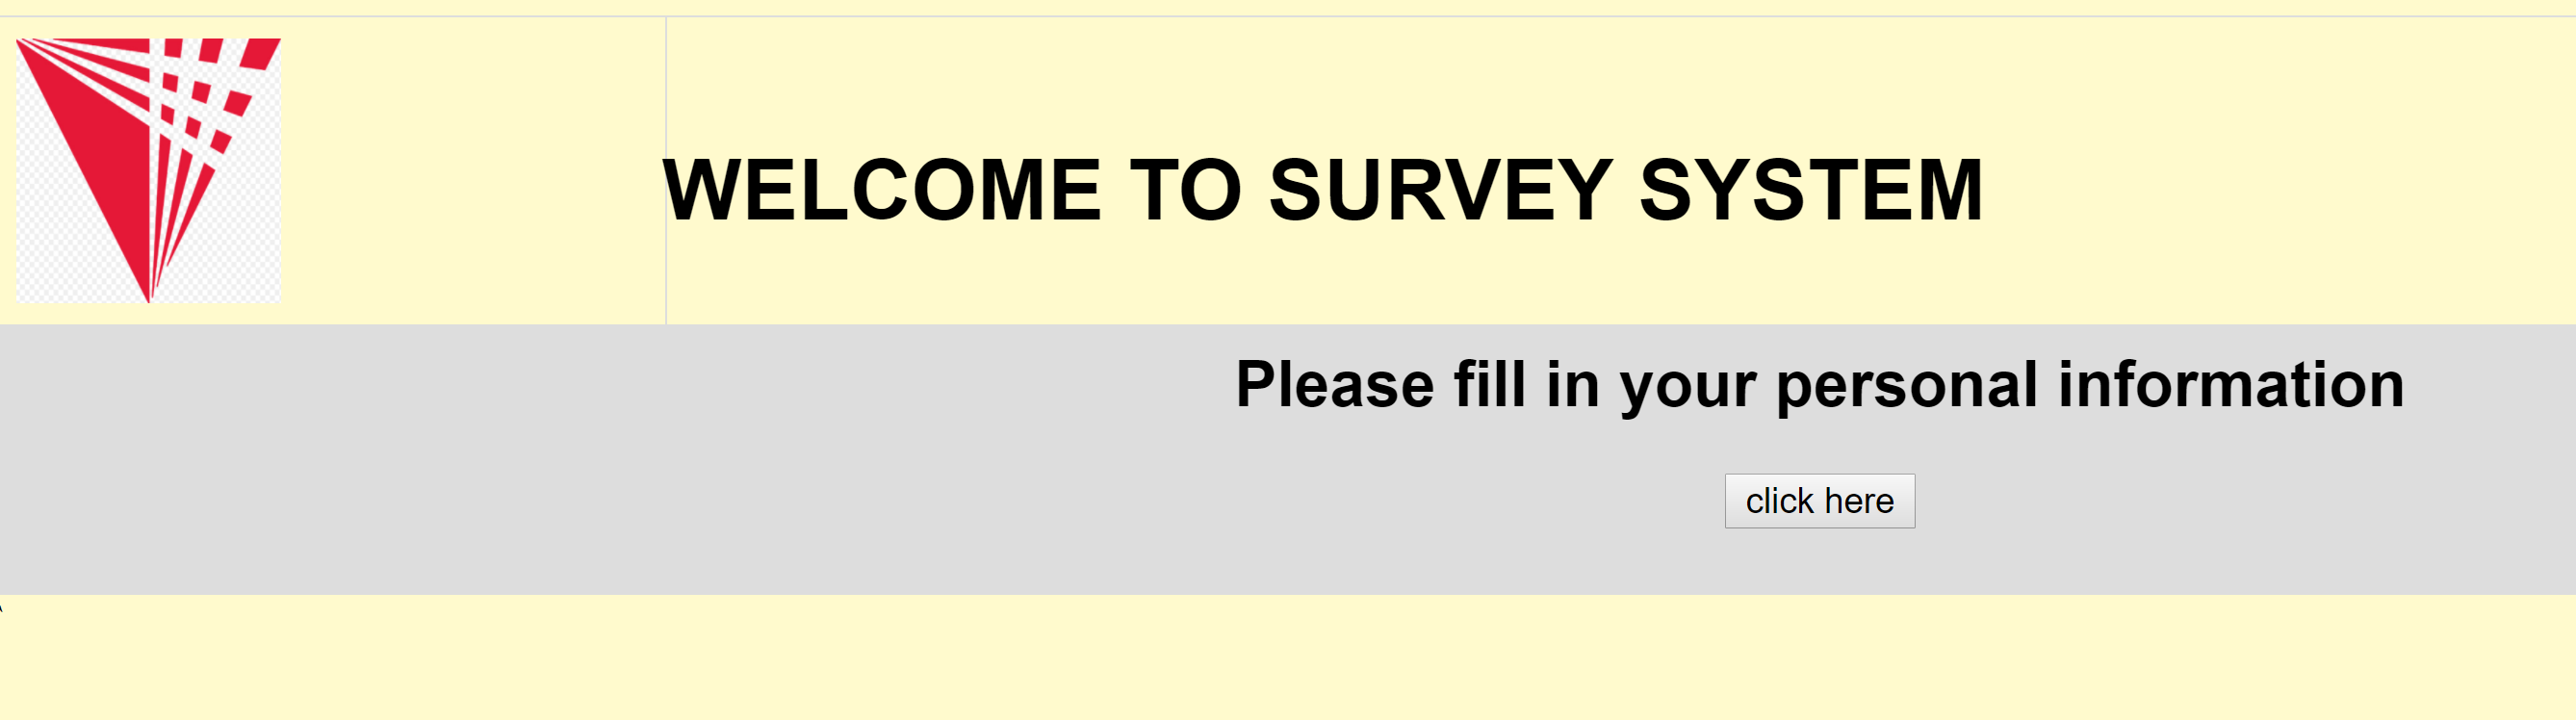 WELCOME TO SURVEY SYSTEM
Please fill in your personal information
click here